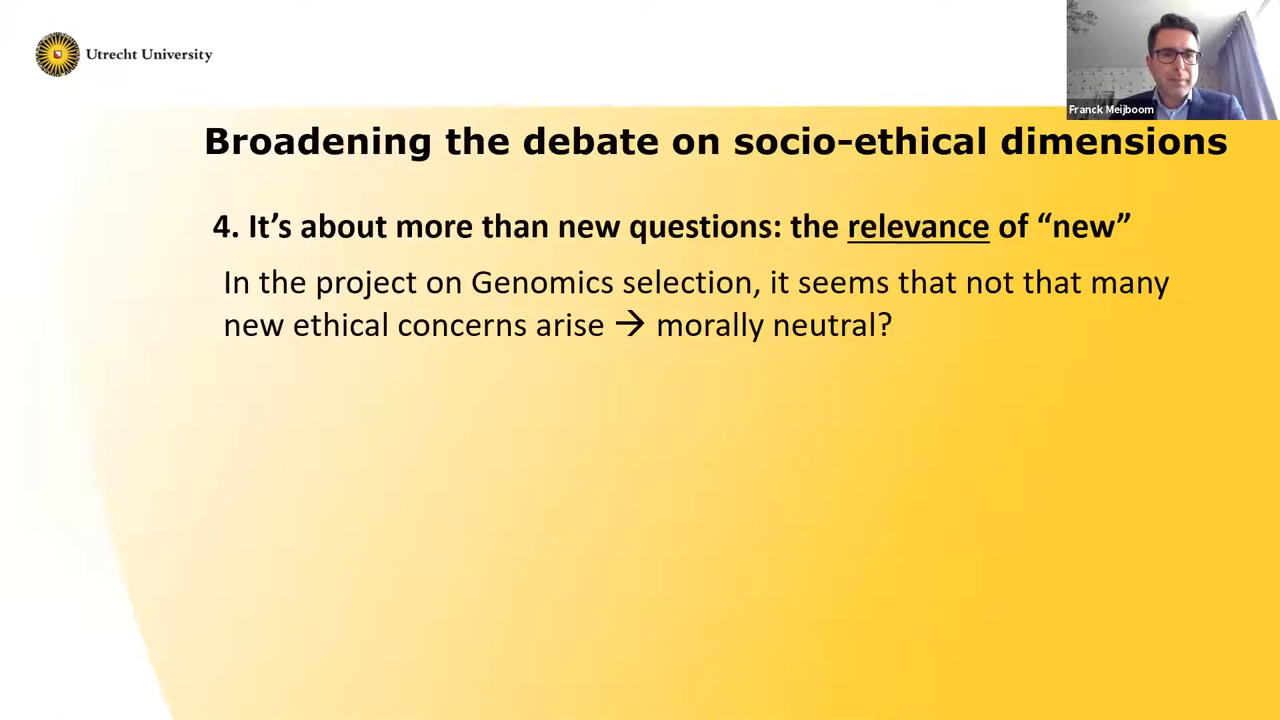 Utrecht University
Franck Meijboom
Broadening the debate on socio-ethical dimensions
4. It’s about more than new questions: the relevance of “new”
In the project on Genomics selection, it seems that not that many
new ethical concerns arise → morally neutral?